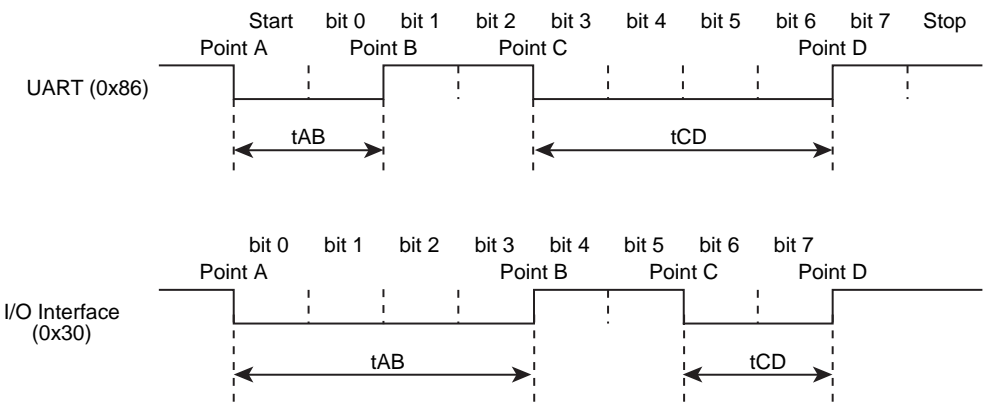 Start bit 0 bit 1 bit 2 bit 3 bit 4 bit 5 bit 6 bit 7 Stop
Point A Point B Point C Point D
UART (0x86)
tAB tCD
bit 0 bit 1 bit 2 bit 3 bit 4 bit 5 bit 6 bit 7
Point A Point B Point C Point D
I/O Interface
(0x30)
tAB tCD